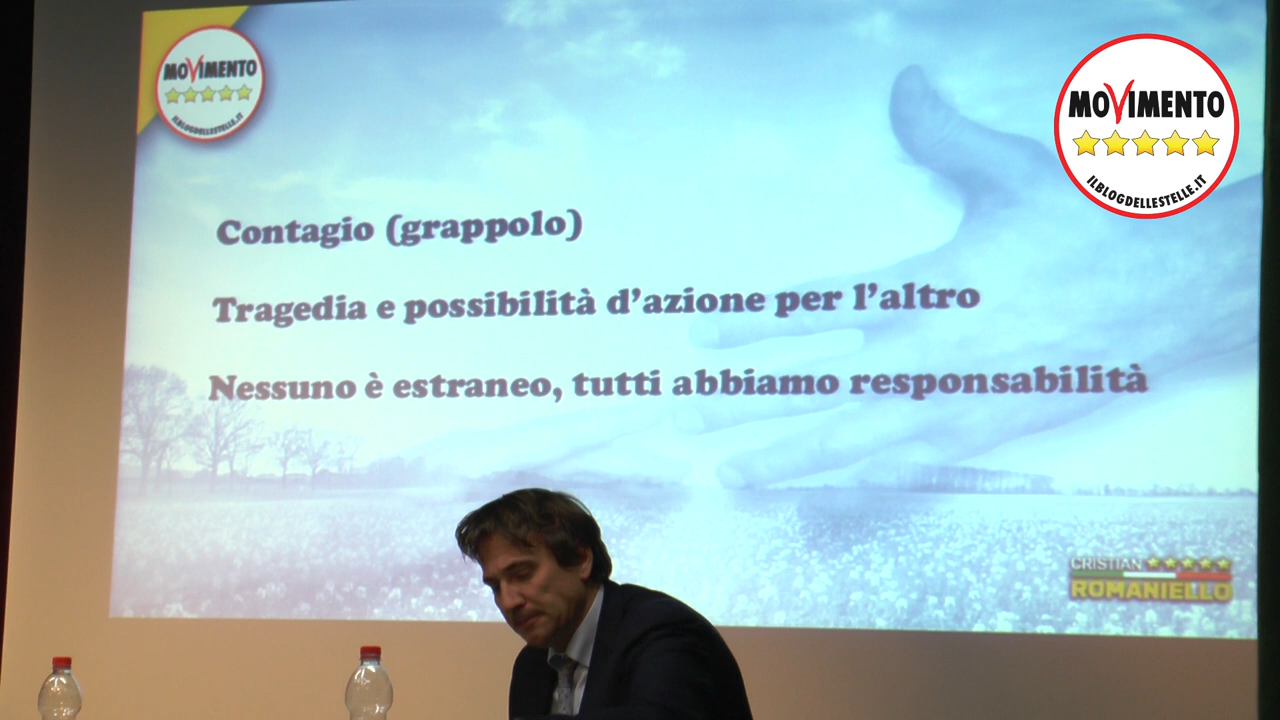 MOVIMENTO
ILBLOGDELLESTELLE.IT
MOVIMENTO
ILBLOGDELLESTELLE.IT
Contagio (grappolo)
Tragedia e possibilità d'azione per l'altro
Nessuno è estraneo, tutti abbiamo responsabilità
CRISTIAN
ROMANIELLO